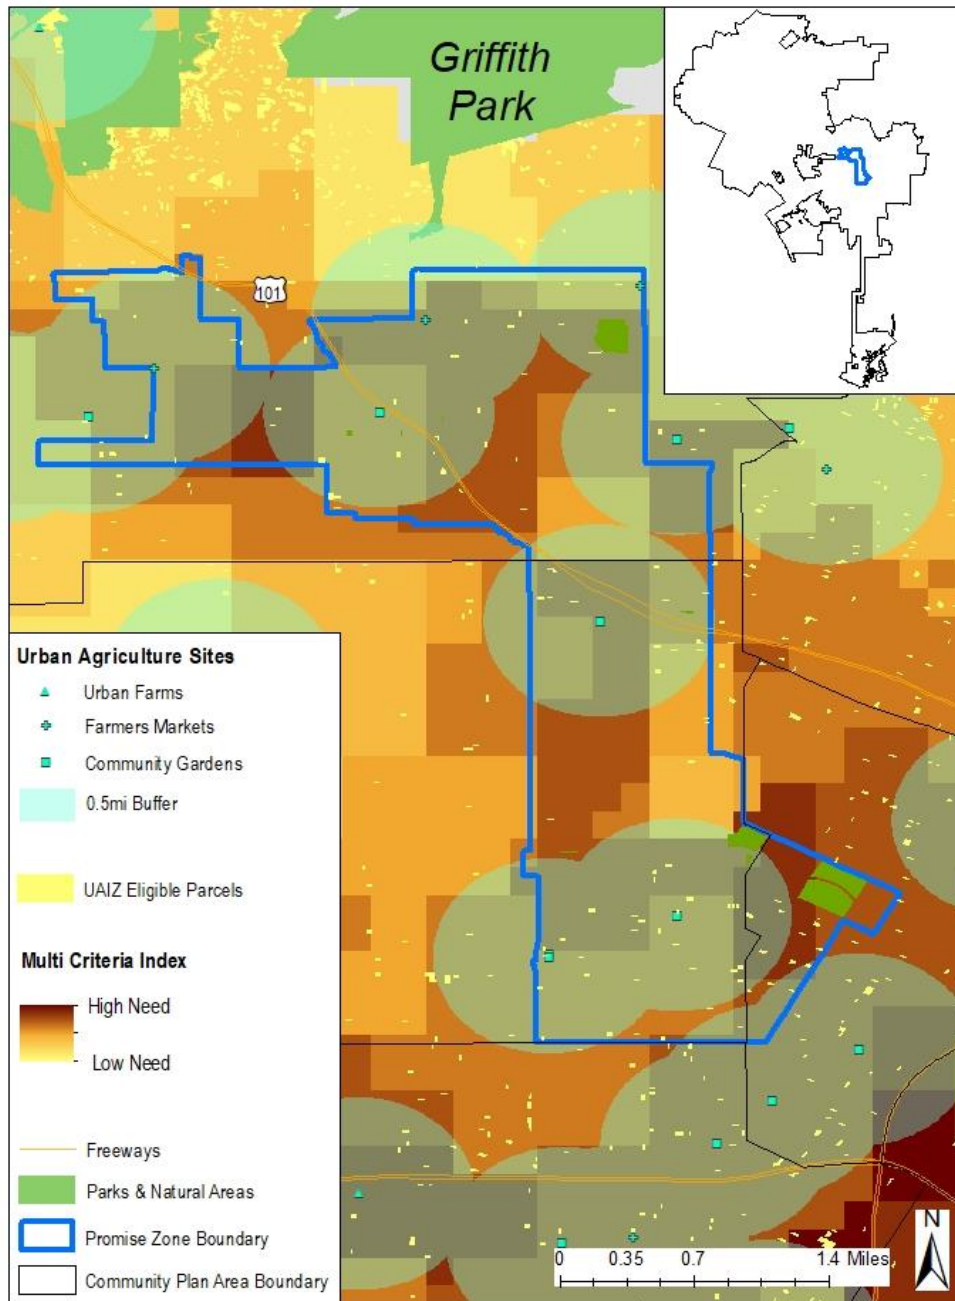 Griffith
Park
101
Urban Agriculture Sites
Urban Farms
Farmers Markets
Community Gardens
0.5mi Buffer
UAIZ Eligible Parcels
Multi Criteria Index
High Need
Low Need
Freeways
Parks & Natural Areas
Promise Zone Boundary
Community Plan Area Boundary
N
0 0.35 0.7 1.4 Miles